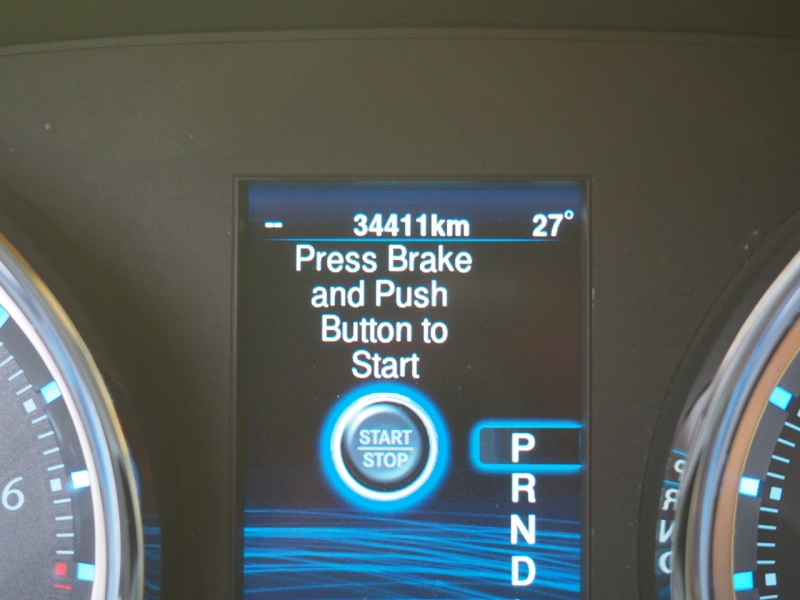 -- 34411km 27°
Press Brake
and Push
Button to
Start
START
STOP
P
R
N
D
6